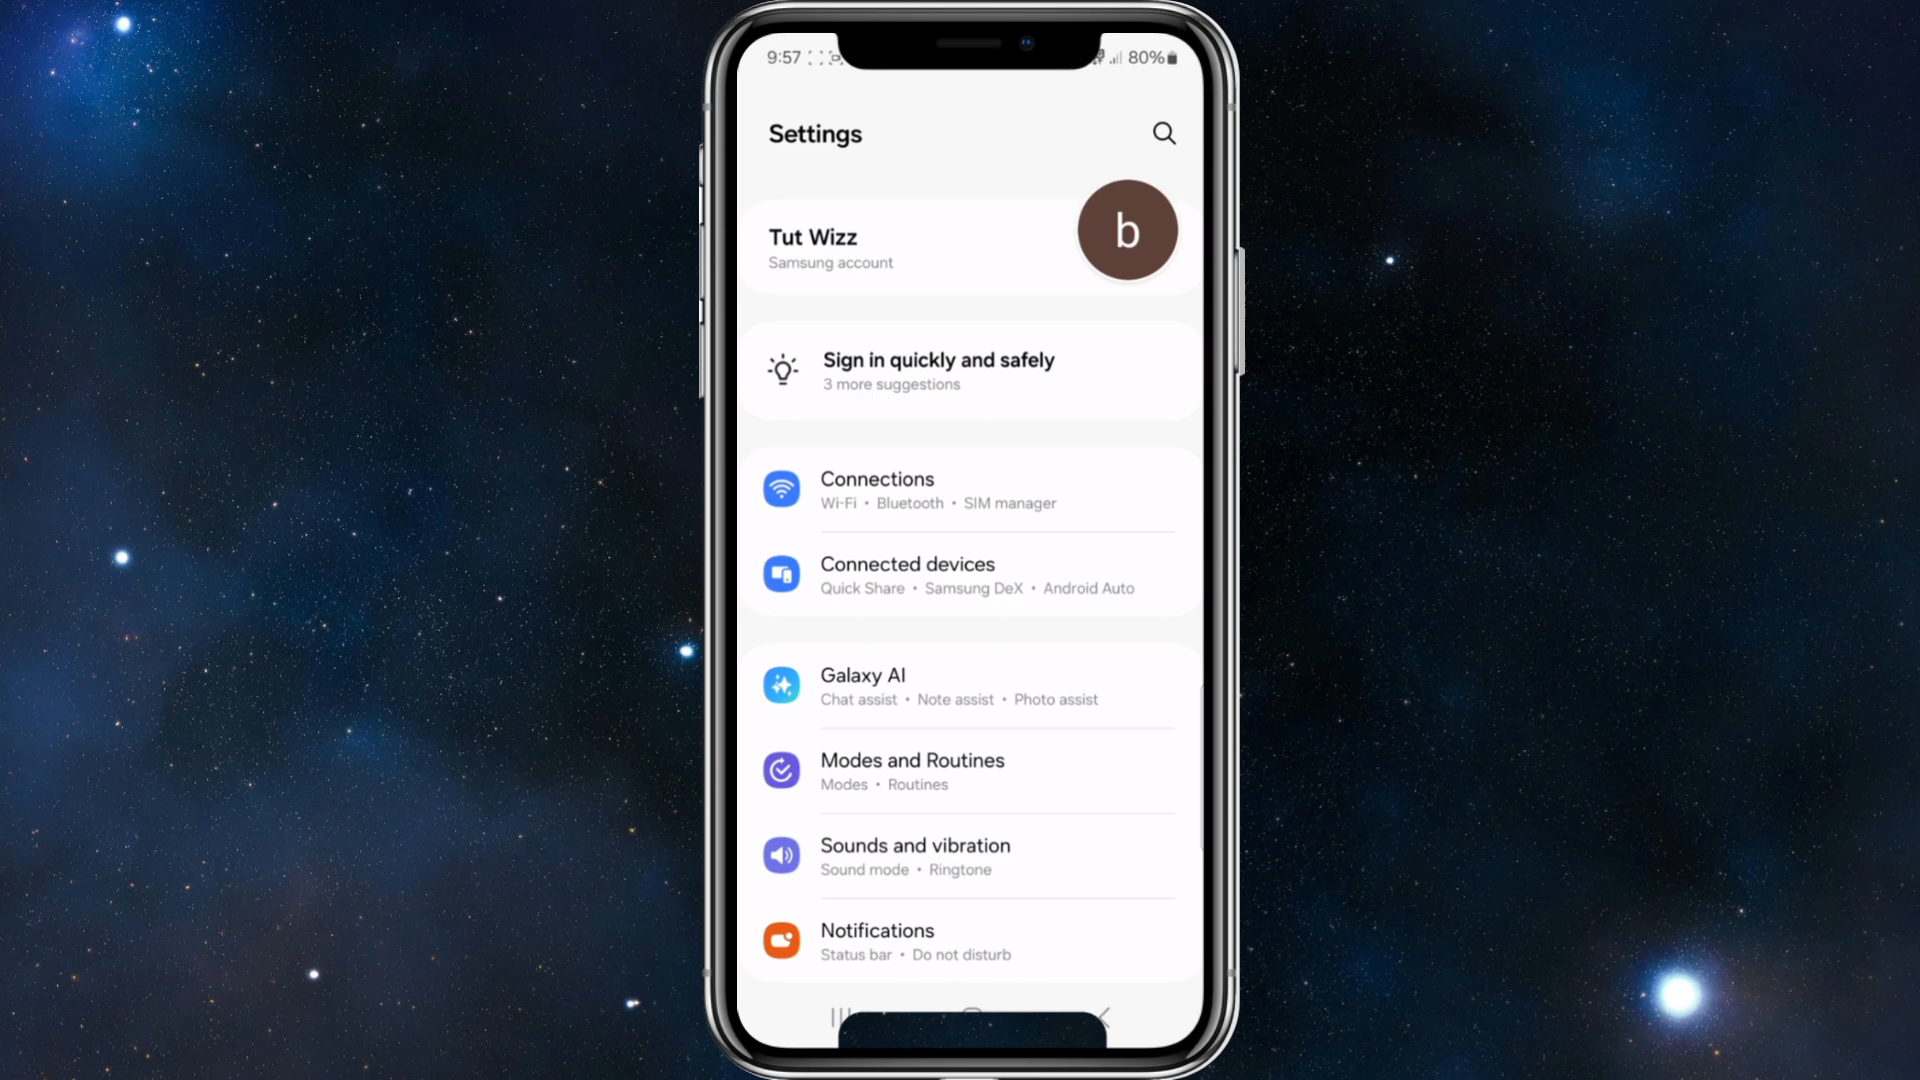 9:57 80%
Settings
Tut Wizz
Samsung account
b
Sign in quickly and safely
3 more suggestions
Connections
Wi-Fi • Bluetooth • SIM manager
Connected devices
Quick Share • Samsung DeX • Android Auto
Galaxy AI
Chat assist • Note assist • Photo assist
Modes and Routines
Modes • Routines
Sounds and vibration
Sound mode • Ringtone
Notifications
Status bar • Do not disturb